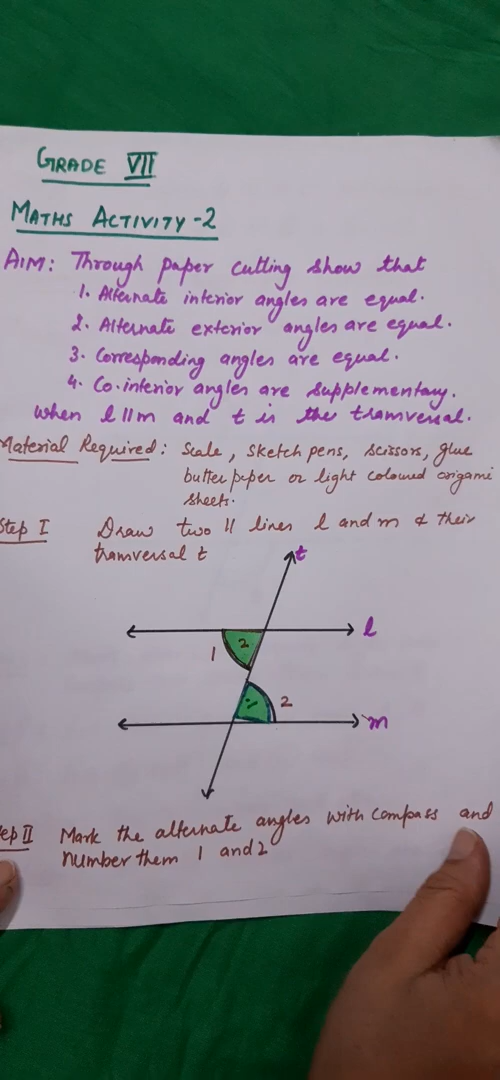 GRADE VII
MATHS ACTIVITY-2
AIM: Through paper cutting show that
1. Alternate interior angles are equal.
2. Alternate exterior angles are equal.
3. Corresponding angles are equal.
4. Co-interior angles are supplementary.
when l || m and t is the transversal.
Material Required: Scale, Sketch pens, scissors, glue
butter paper or light coloured origami
sheets.
Step I Draw two || lines l and m & their
transversal t
t
l
2
1
2
m
Step II Mark the alternate angles with compass and
number them 1 and 2